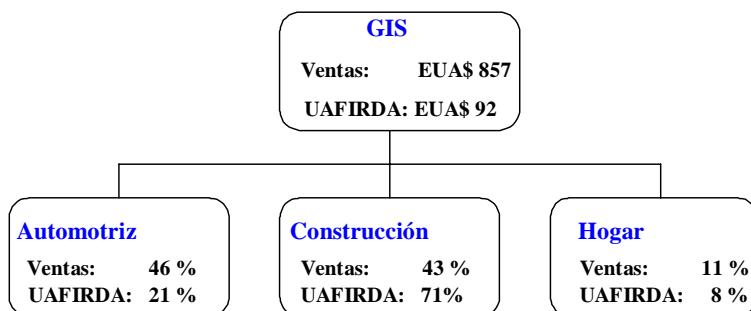 GIS
Ventas: EUA$ 857
UAFIRDA: EUA$ 92
Automotriz
Ventas: 46 %
UAFIRDA: 21 %
Construcción
Ventas: 43 %
UAFIRDA: 71%
Hogar
Ventas: 11 %
UAFIRDA: 8 %